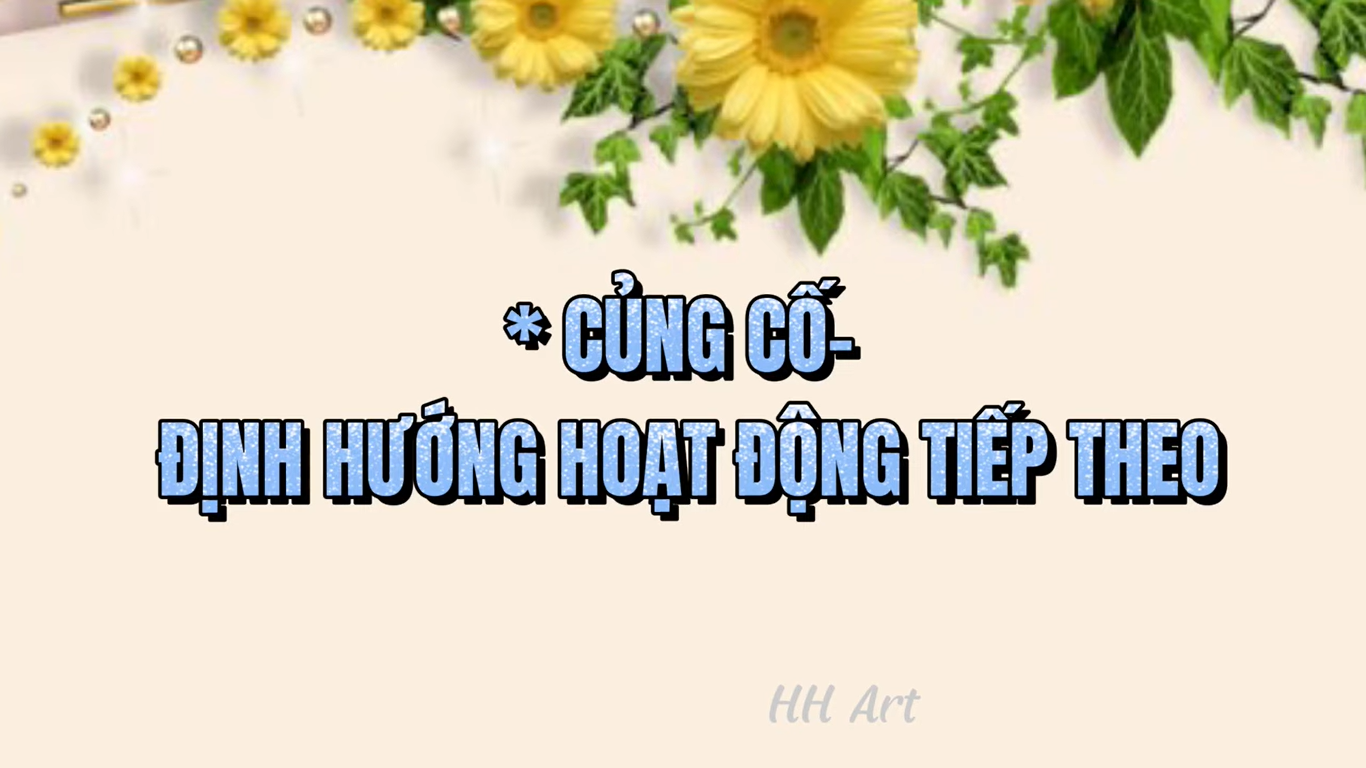 * CỦNG CỐ-
ĐỊNH HƯỚNG HOẠT ĐỘNG TIẾP THEO
HH Art